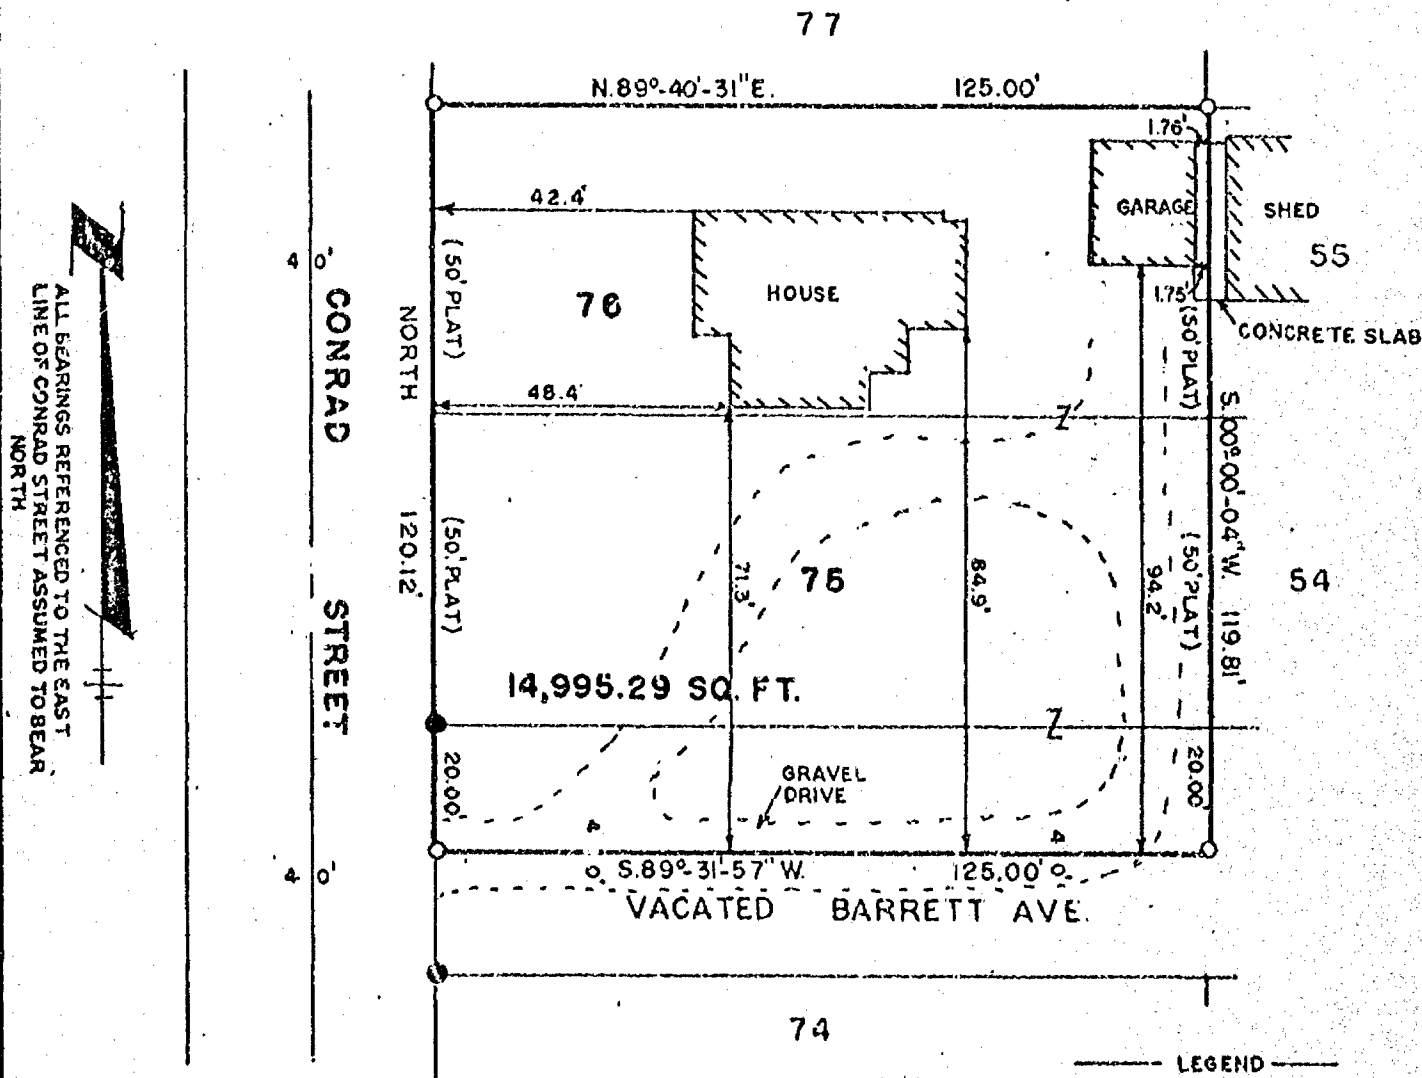 77
N.89°-40'-31"E. 125.00'
1.76'
42.4'
GARAGE
SHED
55
40'
(50' PLAT)
76
HOUSE
1.75'
(50' PLAT)
CONCRETE SLAB
CONRAD
STREET
NORTH 120.12'
48.4'
S.00°-00'-04"W. 119.81'
ALL BEARINGS REFERENCED TO THE EAST
LINE OF CONRAD STREET ASSUMED TO BEAR
NORTH
(50' PLAT)
71.3'
75
84.9'
94.2'
(50' PLAT)
54
14,995.29 SQ. FT.
20.00'
GRAVEL
DRIVE
20.00'
40'
S.89°-31'-57"W. 125.00'
VACATED BARRETT AVE.
74
LEGEND